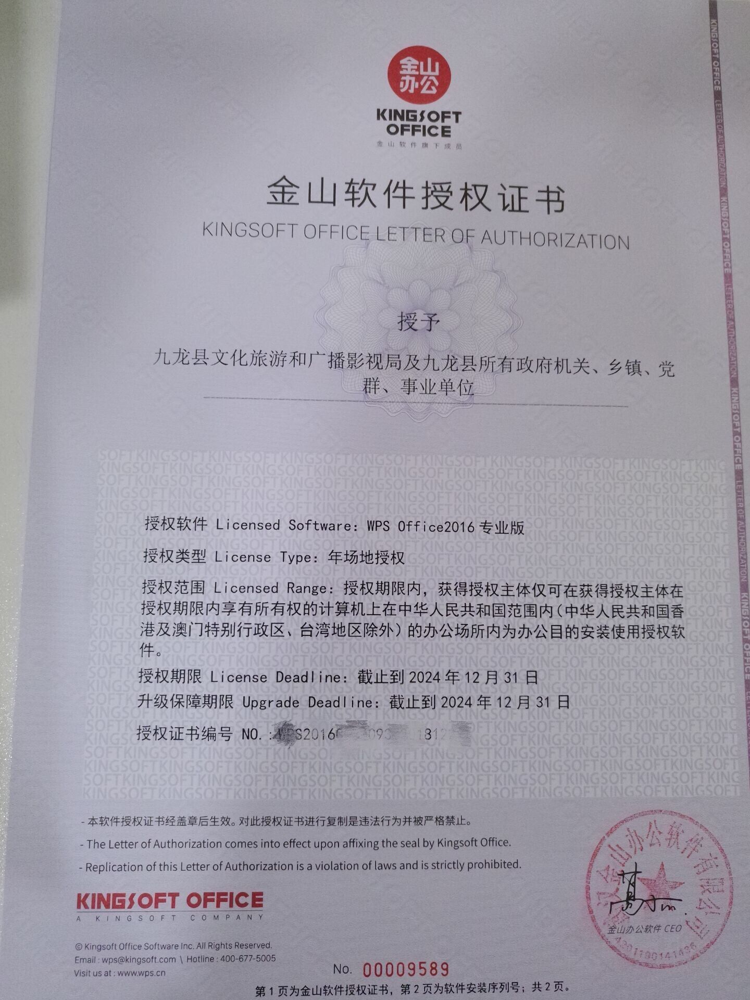 金山
办公
KINGSOFT
OFFICE
金山软件旗下成员
金山软件授权证书
KINGSOFT OFFICE LETTER OF AUTHORIZATION
授予
九龙县文化旅游和广播影视局及九龙县所有政府机关、乡镇、党
群、事业单位
授权软件 Licensed Software: WPS Office2016 专业版
授权类型 License Type: 年场地授权
授权范围 Licensed Range: 授权期限内，获得授权主体仅可在获得授权主体在
授权期限内享有所有权的计算机上在中华人民共和国范围内（中华人民共和国香
港及澳门特别行政区、台湾地区除外）的办公场所内为办公目的安装使用授权软
件。
授权期限 License Deadline: 截止到 2024 年 12 月 31 日
升级保障期限 Upgrade Deadline: 截止到 2024 年 12 月 31 日
授权证书编号 NO.:
- 本软件授权证书经盖章后生效。对此授权证书进行复制是违法行为并被严格禁止。
- The Letter of Authorization comes into effect upon affixing the seal by Kingsoft Office.
- Replication of this Letter of Authorization is a violation of laws and is strictly prohibited.
KINGSOFT OFFICE
A KINGSOFT COMPANY
武汉金山办公软件有限公司
金山办公软件 CEO
© Kingsoft Office Software Inc. All Rights Reserved.
Email : wps@kingsoft.com \ Hotline : 400-677-5005
Visit us at : www.wps.cn
No. 00009589
第 1 页为金山软件授权证书，第 2 页为软件安装序列号；共 2 页。
KINGSOFT OFFICE LETTER OF AUTHORIZATION KINGSOFT OFFICE LETTER OF AUTHORIZATION KINGSOFT OFFICE LETTER OF AUTHORIZATION KINGSOFT OFFICE